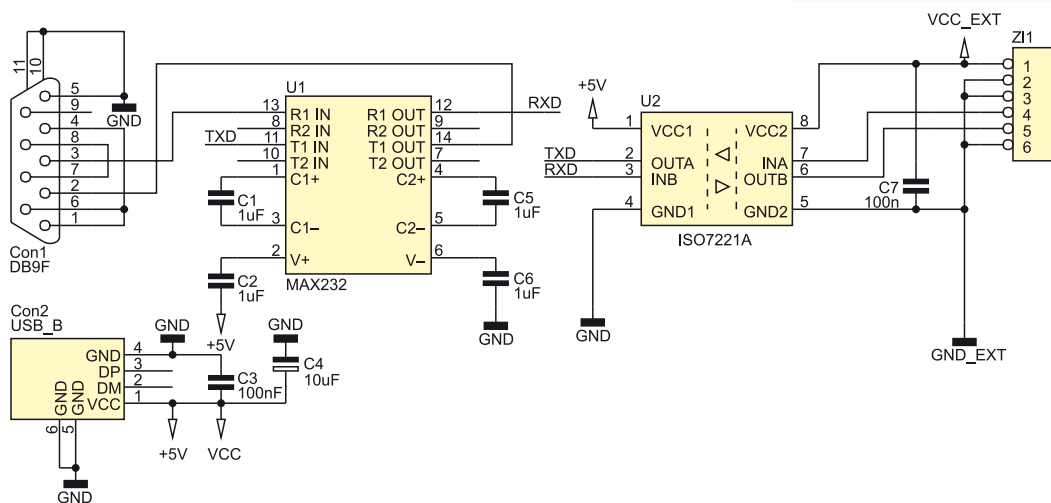 11
10
5
9
4
8
3
7
2
6
1
GND
Con1
DB9F
U1
13 R1 IN R1 OUT 12 RXD
8 R2 IN R2 OUT 9
TXD 11 T1 IN T1 OUT 14
10 T2 IN T2 OUT 7
1 C1+ C2+ 4
C1
1uF
C5
1uF
3 C1– C2– 5
2 V+ V– 6
MAX232
C2
1uF
+5V
C6
1uF
GND
Con2
USB_B
GND 4
DP 3
DM 2
VCC 1
GND
GND
6
5
GND
GND
C3
100nF
+5V
VCC
GND
C4
10uF
+5V
U2
1 VCC1 VCC2 8
TXD 2 OUTA INA 7
RXD 3 INB OUTB 6
4 GND1 GND2 5
ISO7221A
GND
C7
100n
VCC_EXT
GND_EXT
ZI1
1
2
3
4
5
6